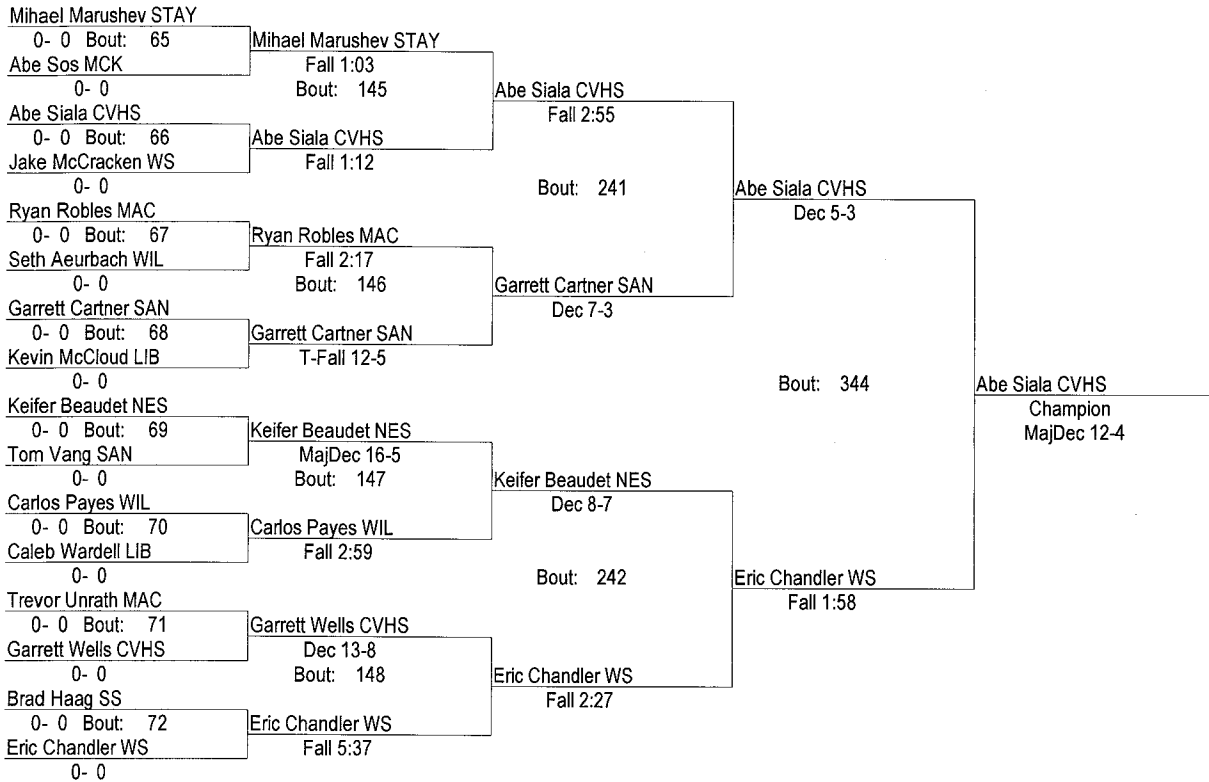 Mihael Marushev STAY
0- 0 Bout: 65
Abe Sos MCK
0- 0
Abe Siala CVHS
0- 0 Bout: 66
Jake McCracken WS
0- 0
Ryan Robles MAC
0- 0 Bout: 67
Seth Aeurbach WIL
0- 0
Garrett Cartner SAN
0- 0 Bout: 68
Kevin McCloud LIB
0- 0
Keifer Beaudet NES
0- 0 Bout: 69
Tom Vang SAN
0- 0
Carlos Payes WIL
0- 0 Bout: 70
Caleb Wardell LIB
0- 0
Trevor Unrath MAC
0- 0 Bout: 71
Garrett Wells CVHS
0- 0
Brad Haag SS
0- 0 Bout: 72
Eric Chandler WS
0- 0
Mihael Marushev STAY
Fall 1:03
Bout: 145
Abe Siala CVHS
Fall 1:12
Ryan Robles MAC
Fall 2:17
Bout: 146
Garrett Cartner SAN
T-Fall 12-5
Keifer Beaudet NES
MajDec 16-5
Bout: 147
Carlos Payes WIL
Fall 2:59
Garrett Wells CVHS
Dec 13-8
Bout: 148
Eric Chandler WS
Fall 5:37
Abe Siala CVHS
Fall 2:55
Bout: 241
Garrett Cartner SAN
Dec 7-3
Keifer Beaudet NES
Dec 8-7
Bout: 242
Eric Chandler WS
Fall 2:27
Abe Siala CVHS
Dec 5-3
Bout: 344
Eric Chandler WS
Fall 1:58
Abe Siala CVHS
Champion
MajDec 12-4